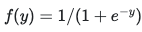 f(y) = 1/(1 + e^{-y})